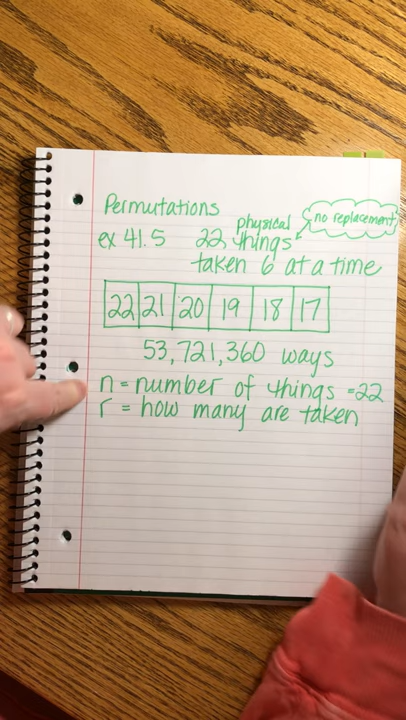 Permutations
physical
no replacement
ex 41.5 22 things
taken 6 at a time
22 21 20 19 18 17
53,721,360 ways
n = number of things = 22
r = how many are taken